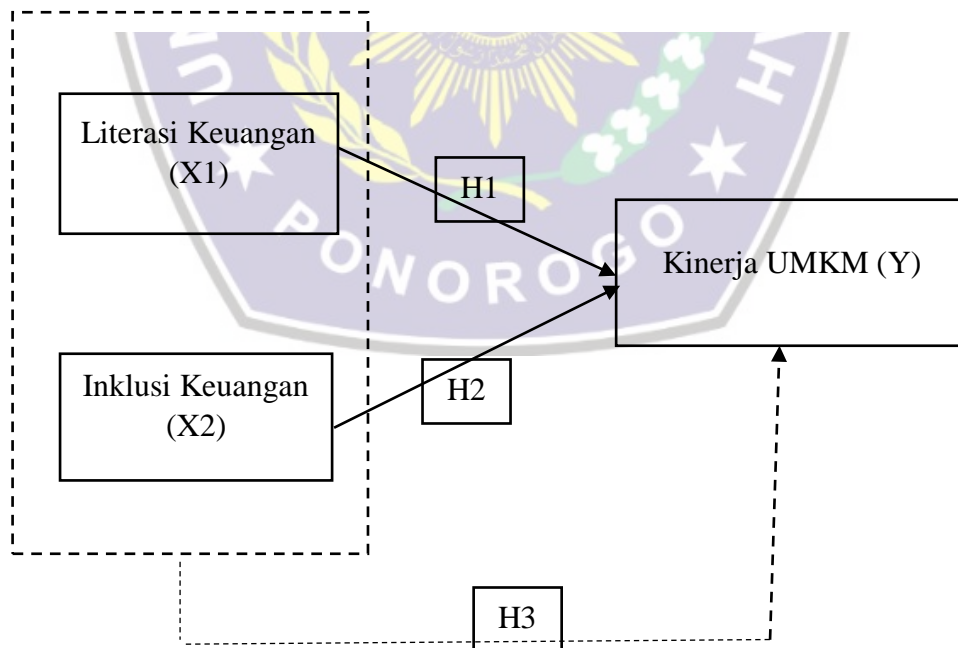 Literasi Keuangan
(X1)
H1
Kinerja UMKM (Y)
Inklusi Keuangan
(X2)
H2
H3
PONOROGO